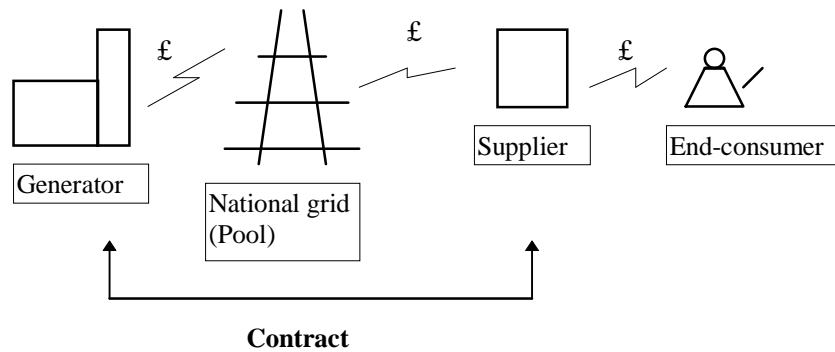 £
£
£
Generator
National grid
(Pool)
Supplier
End-consumer
Contract